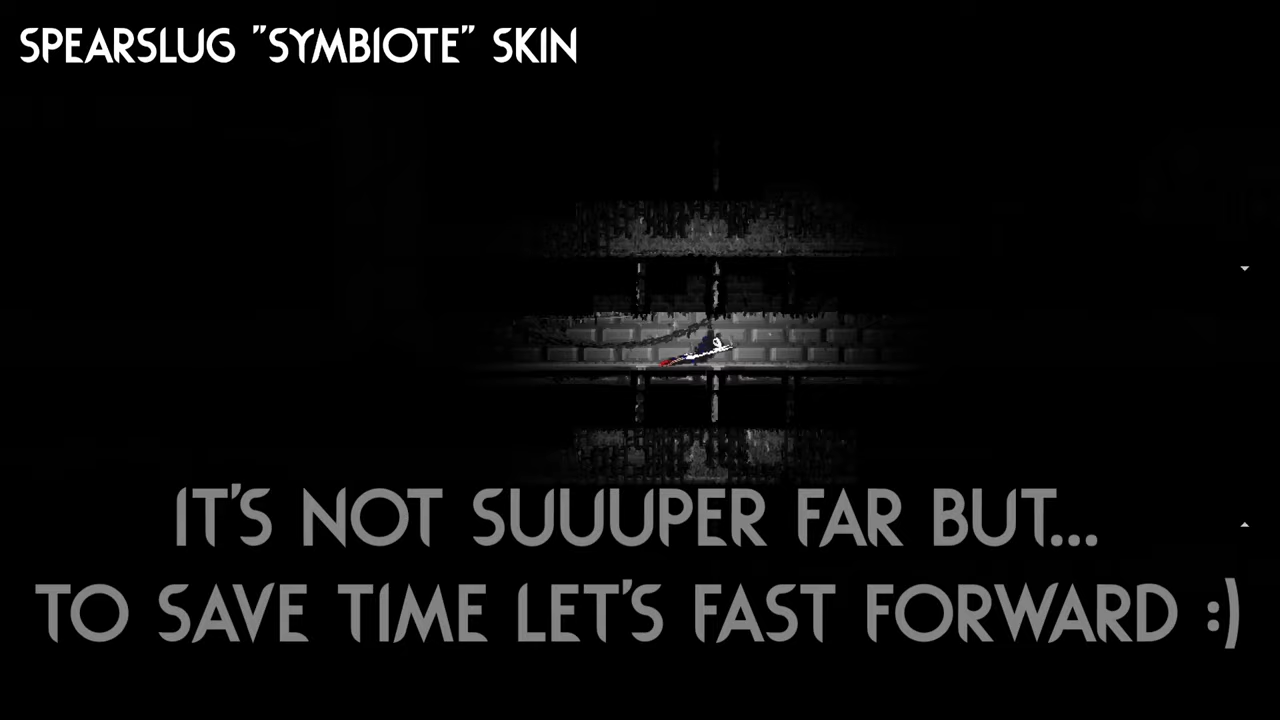 SPEARSLUG "SYMBIOTE" SKIN
IT'S NOT SUUUPER FAR BUT...
TO SAVE TIME LET'S FAST FORWARD :)